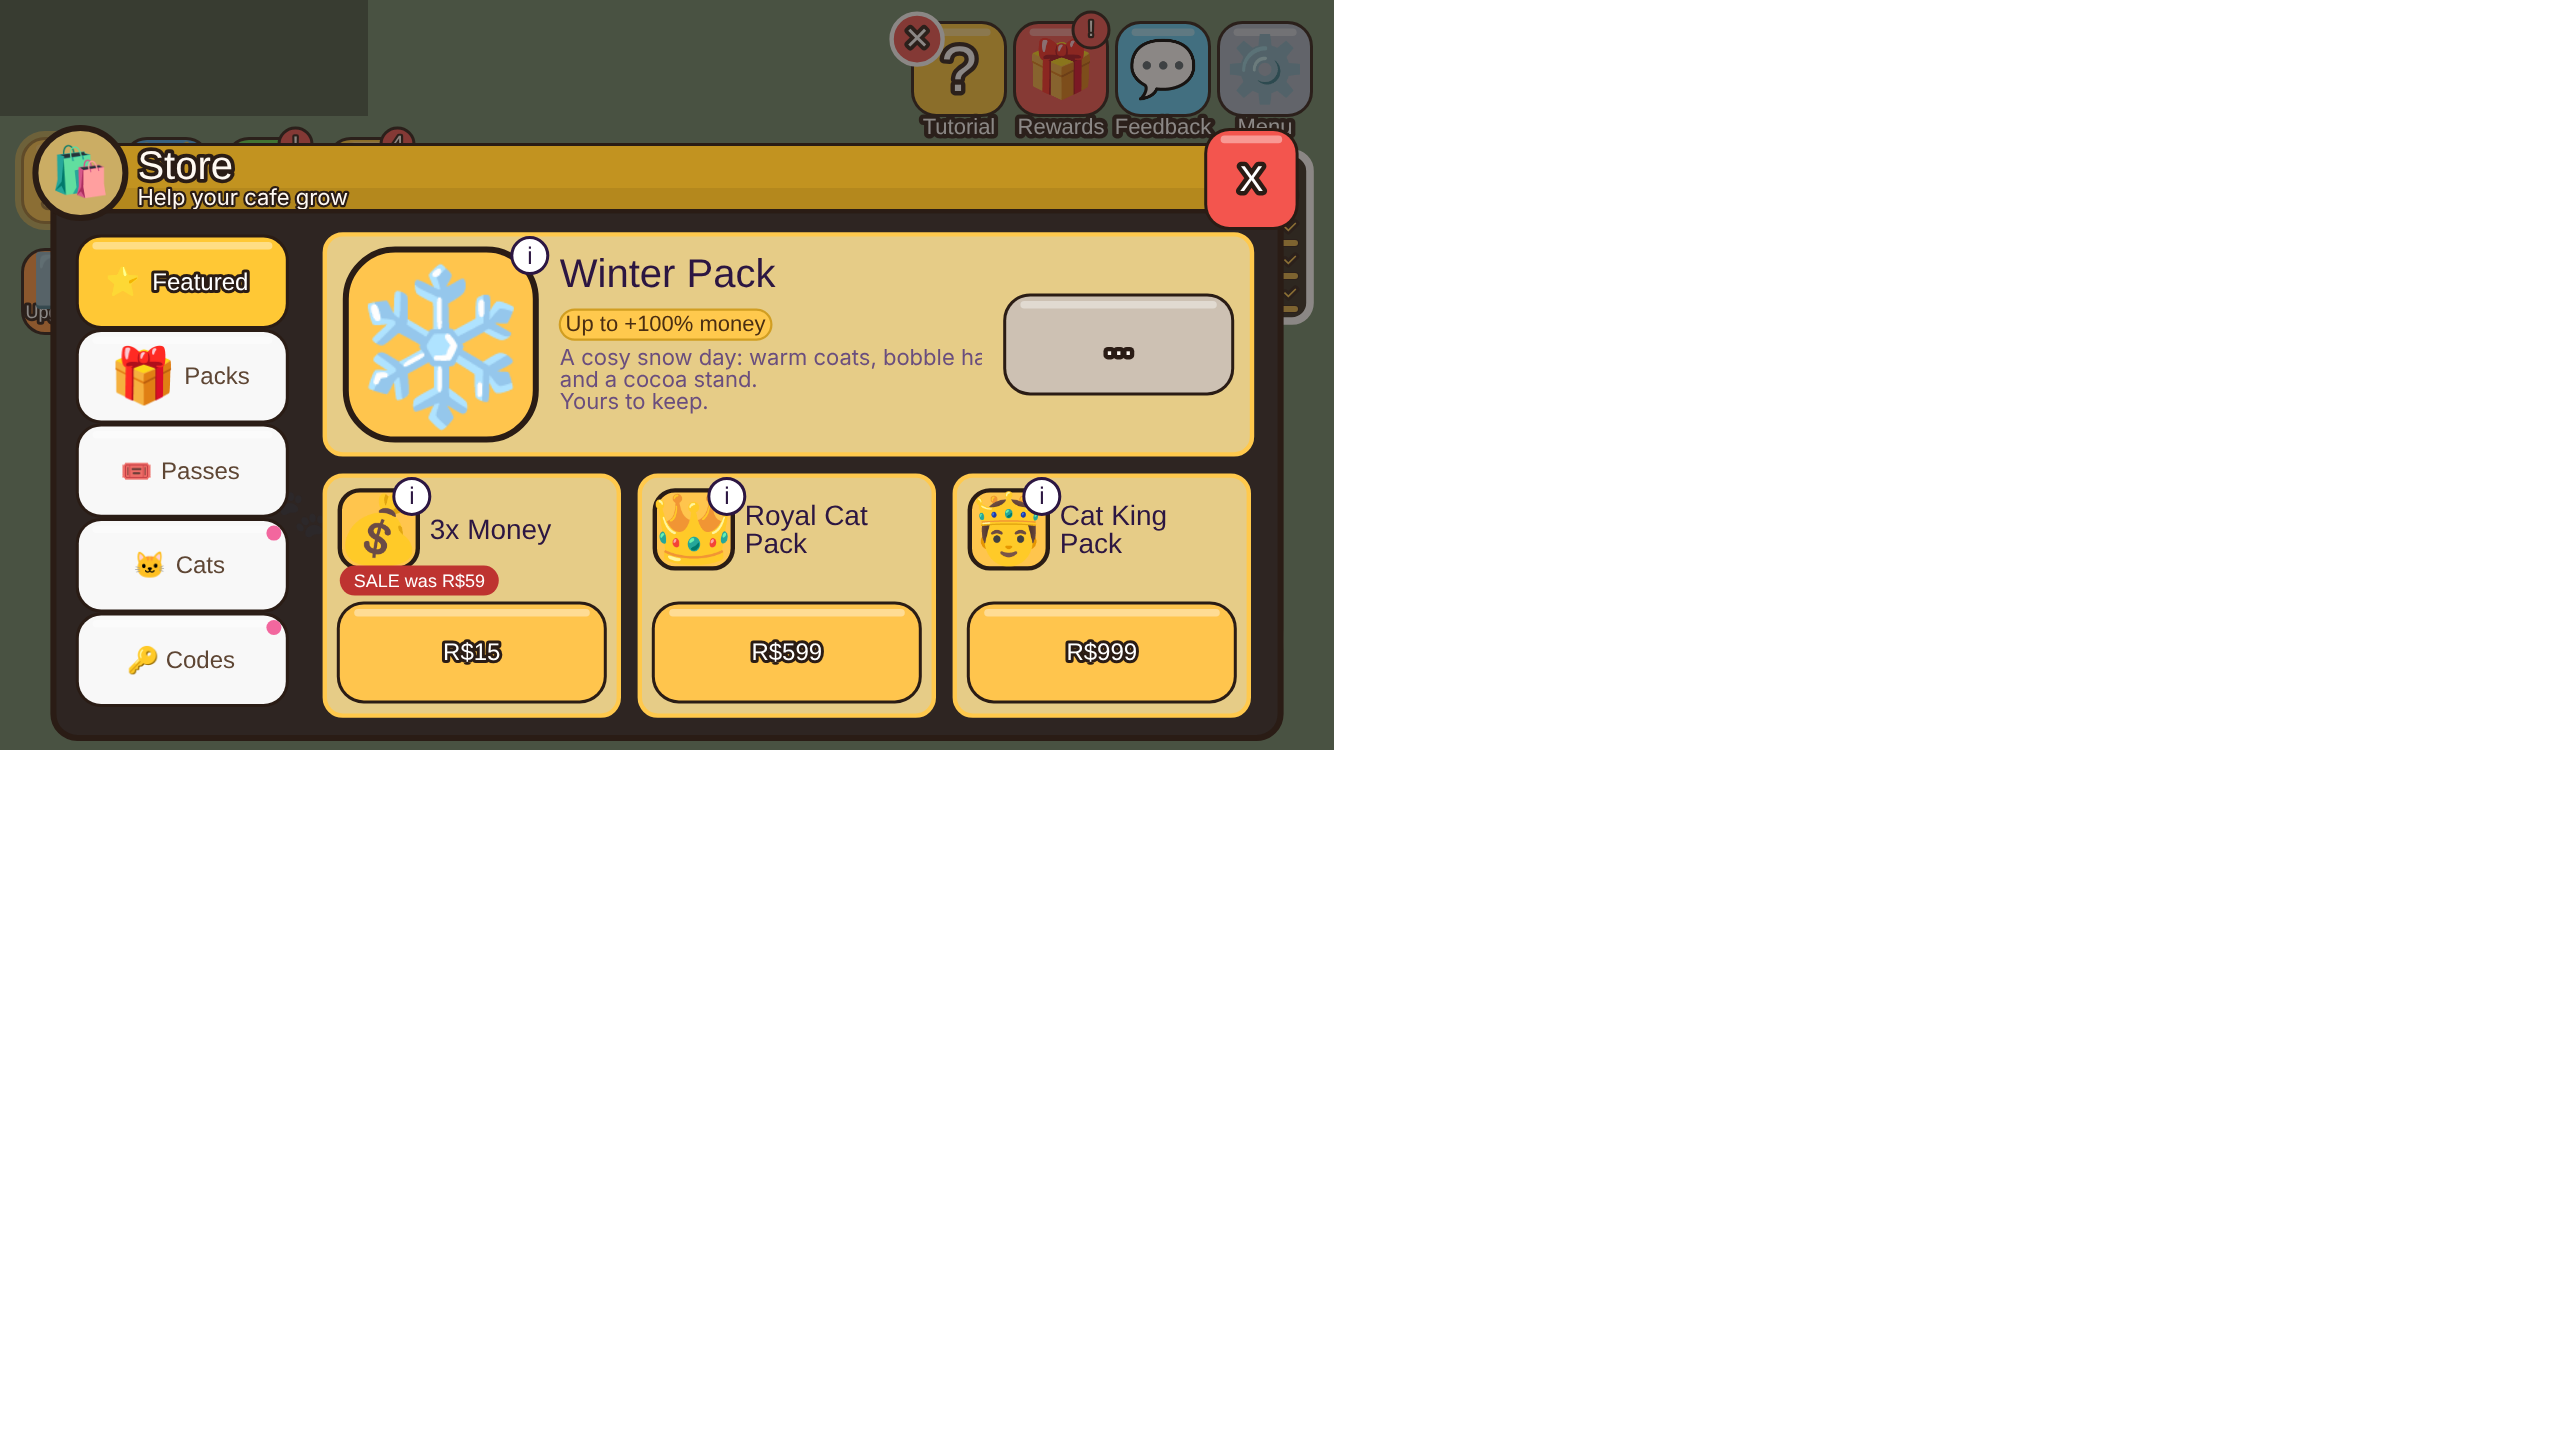 !
?
Tutorial
Rewards
Feedback
Menu
!
4
Store
Help your cafe grow
X
Featured
Packs
Passes
Cats
Codes
i
Winter Pack
Up to +100% money
A cosy snow day: warm coats, bobble ha
and a cocoa stand.
Yours to keep.
...
i
3x Money
SALE was R$59
R$15
i
Royal Cat
Pack
R$599
i
Cat King
Pack
R$999